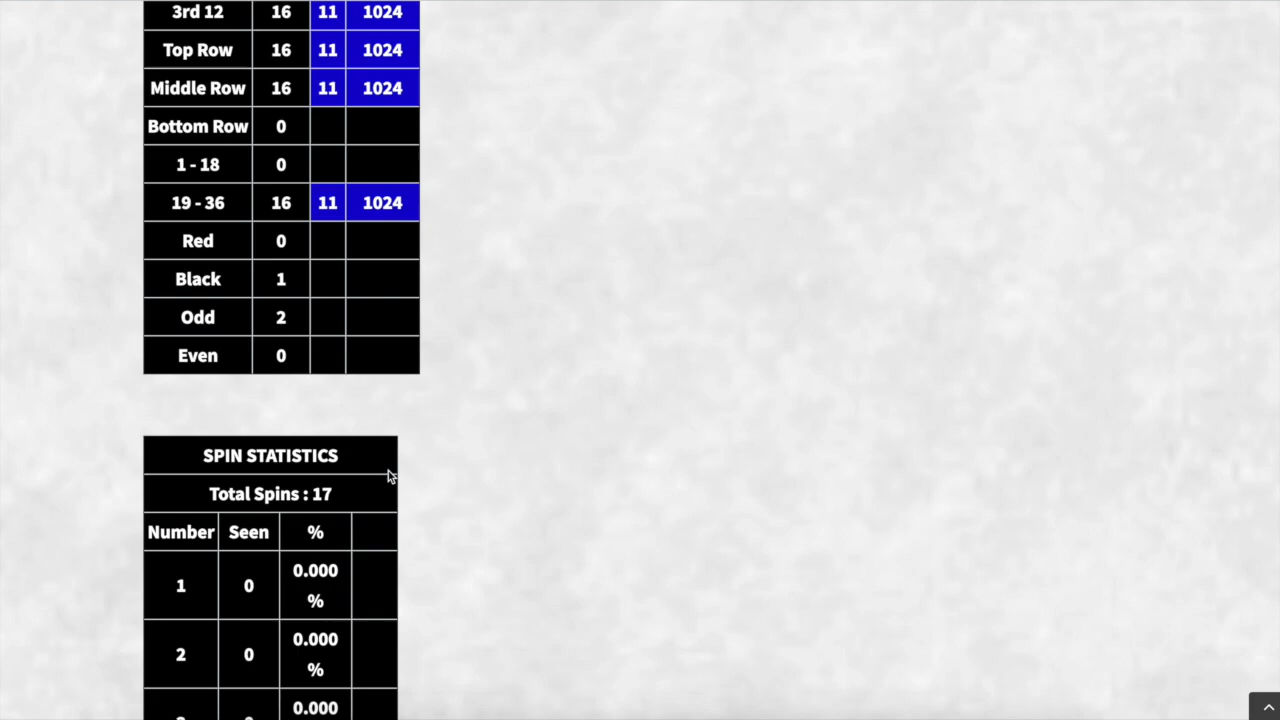 3rd 12 16 11 1024
Top Row 16 11 1024
Middle Row 16 11 1024
Bottom Row 0
1 - 18 0
19 - 36 16 11 1024
Red 0
Black 1
Odd 2
Even 0
SPIN STATISTICS
Total Spins : 17
Number Seen %
1 0 0.000 %
2 0 0.000 %
0.000